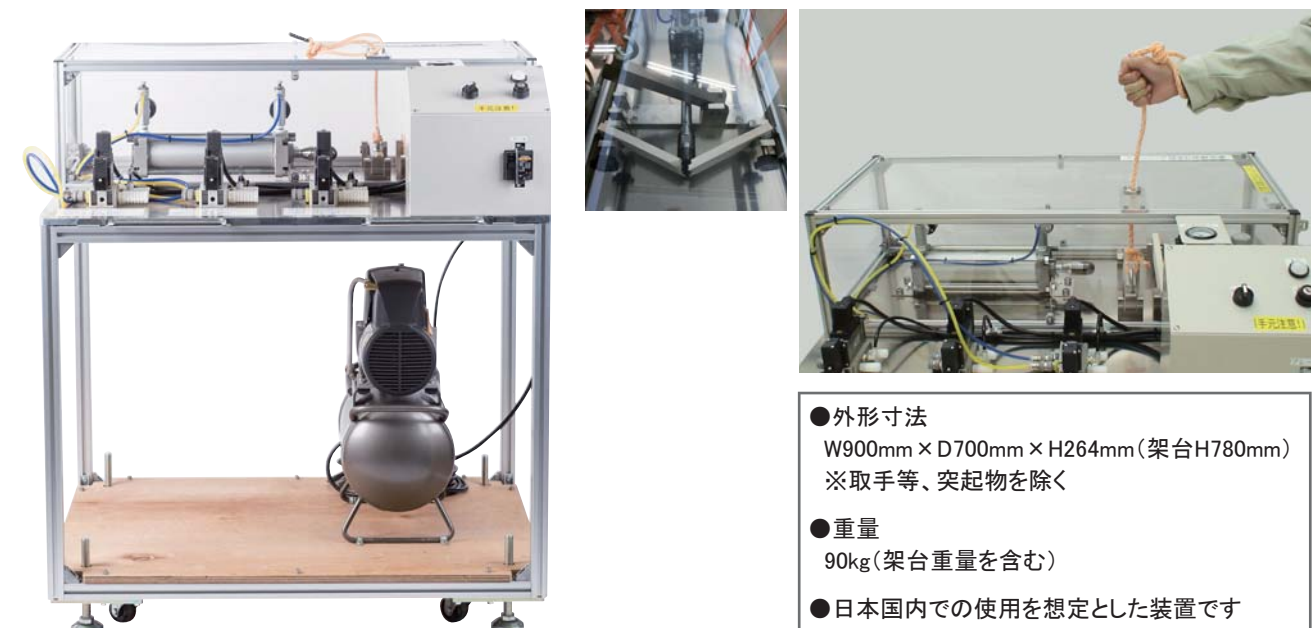 手元注意!
手元注意!
●外形寸法
W900mm×D700mm×H264mm(架台H780mm)
※取手等、突起物を除く
●重量
90kg(架台重量を含む)
●日本国内での使用を想定とした装置です